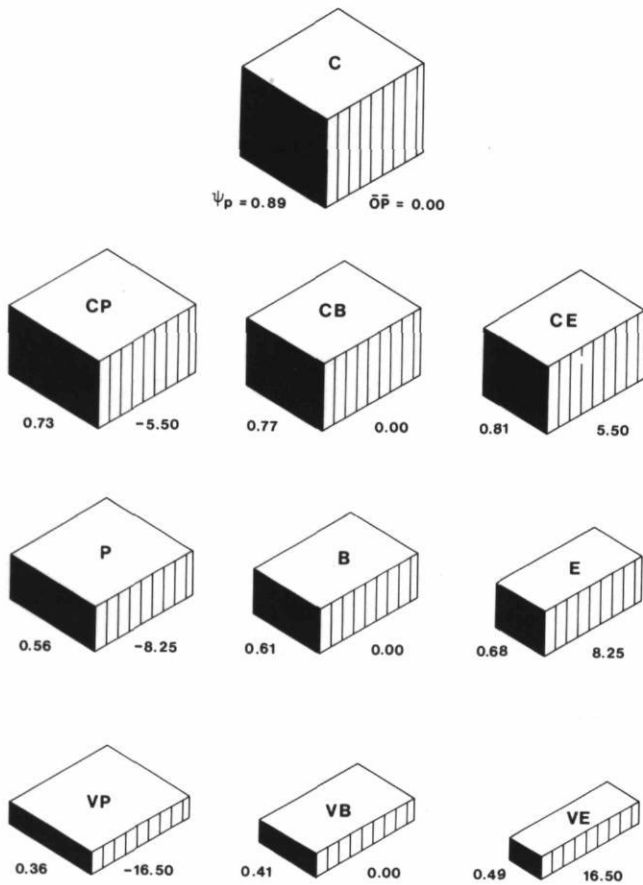 C
ψp = 0.89 ŌP̄ = 0.00
CP CB CE
0.73 -5.50 0.77 0.00 0.81 5.50
P B E
0.56 -8.25 0.61 0.00 0.68 8.25
VP VB VE
0.36 -16.50 0.41 0.00 0.49 16.50